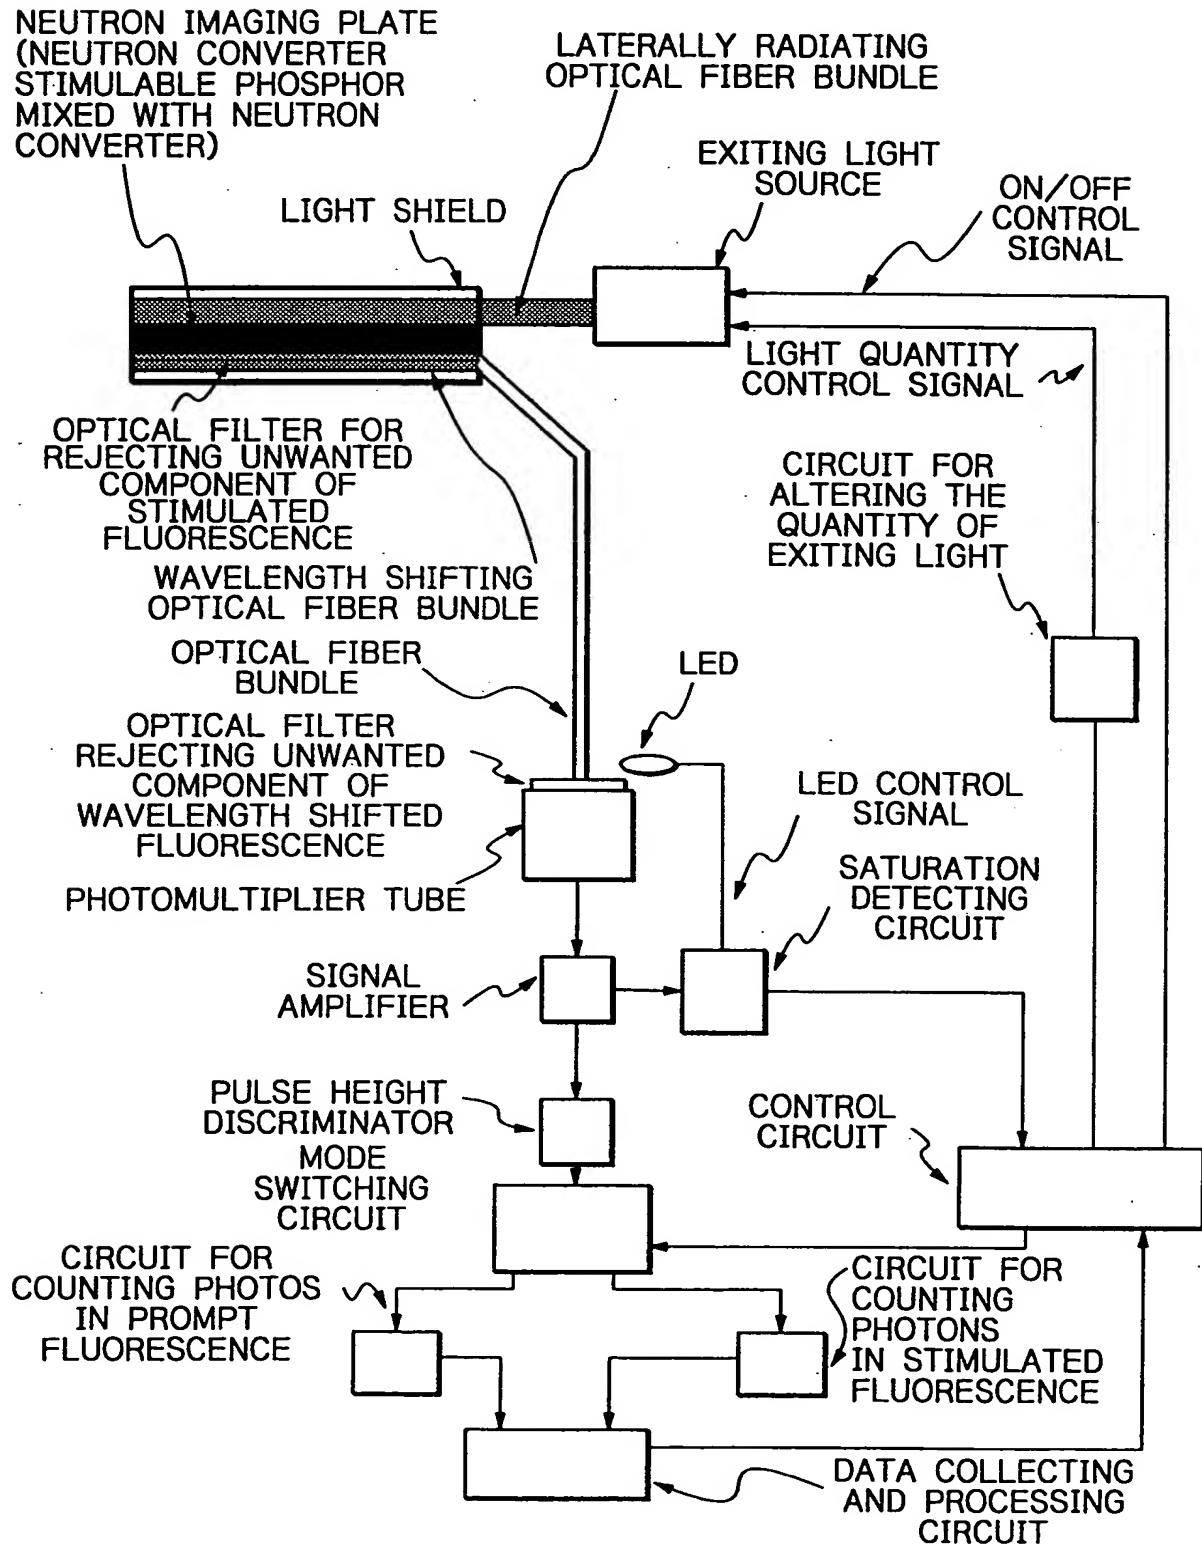 NEUTRON IMAGING PLATE
(NEUTRON CONVERTER
STIMULABLE PHOSPHOR
MIXED WITH NEUTRON
CONVERTER)
LATERALLY RADIATING
OPTICAL FIBER BUNDLE
LIGHT SHIELD
EXITING LIGHT
SOURCE
ON/OFF
CONTROL
SIGNAL
LIGHT QUANTITY
CONTROL SIGNAL
OPTICAL FILTER FOR
REJECTING UNWANTED
COMPONENT OF
STIMULATED
FLUORESCENCE
CIRCUIT FOR
ALTERING THE
QUANTITY OF
EXITING LIGHT
WAVELENGTH SHIFTING
OPTICAL FIBER BUNDLE
OPTICAL FIBER
BUNDLE
LED
OPTICAL FILTER
REJECTING UNWANTED
COMPONENT OF
WAVELENGTH SHIFTED
FLUORESCENCE
LED CONTROL
SIGNAL
PHOTOMULTIPLIER TUBE
SATURATION
DETECTING
CIRCUIT
SIGNAL
AMPLIFIER
PULSE HEIGHT
DISCRIMINATOR
MODE
SWITCHING
CIRCUIT
CONTROL
CIRCUIT
CIRCUIT FOR
COUNTING PHOTOS
IN PROMPT
FLUORESCENCE
CIRCUIT FOR
COUNTING
PHOTONS
IN STIMULATED
FLUORESCENCE
DATA COLLECTING
AND PROCESSING
CIRCUIT